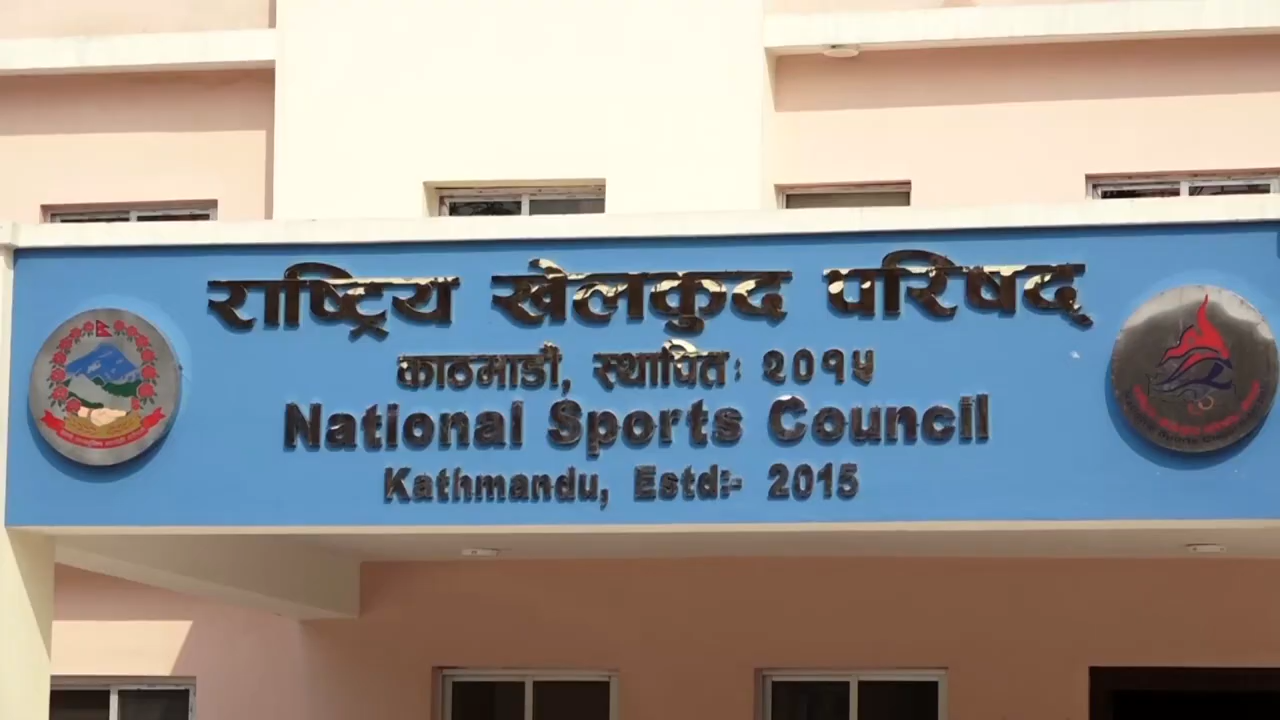 राष्ट्रिय खेलकुद परिषद्
काठमाडौं, स्थापित: २०१५
National Sports Council
Kathmandu, Estd:- 2015